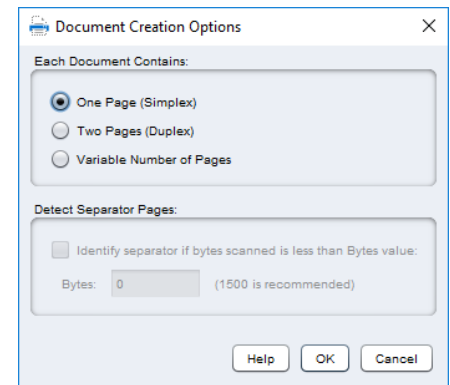 Document Creation Options
Each Document Contains:
One Page (Simplex)
Two Pages (Duplex)
Variable Number of Pages
Detect Separator Pages:
Identify separator if bytes scanned is less than Bytes value:
Bytes: 0 (1500 is recommended)
Help OK Cancel